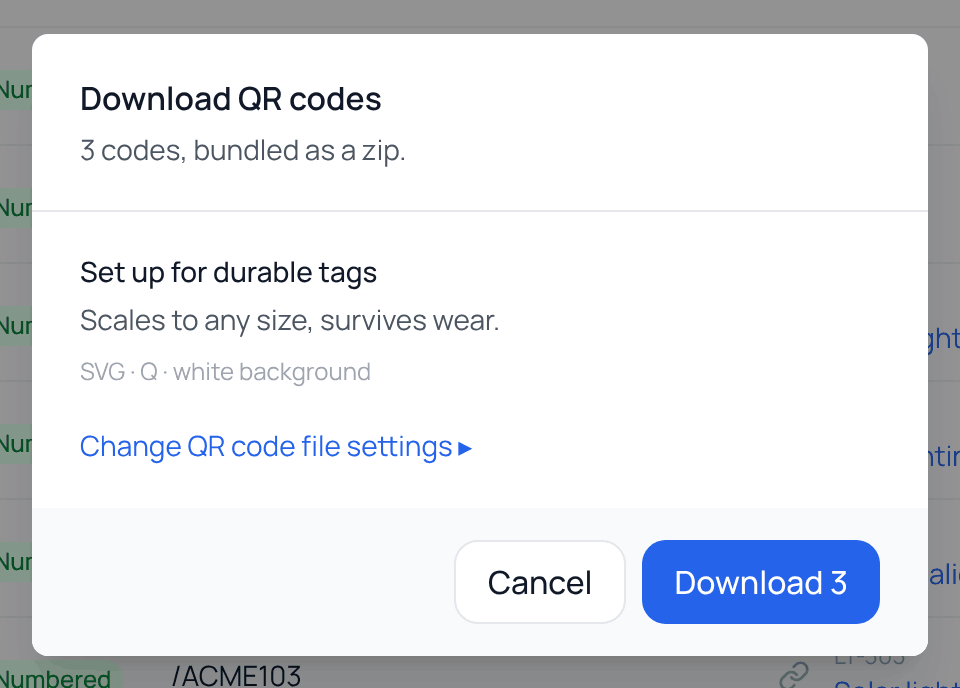 Download QR codes
3 codes, bundled as a zip.
Set up for durable tags
Scales to any size, survives wear.
SVG · Q · white background
Change QR code file settings ▸
Cancel
Download 3
Numbered
/ACME103